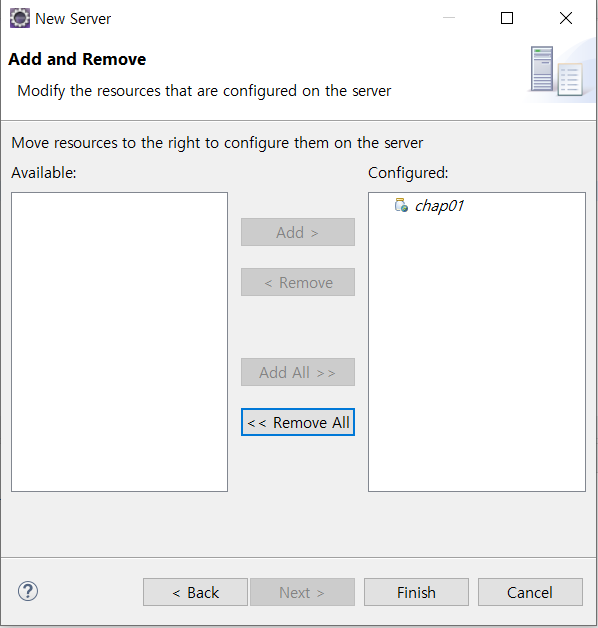 New Server
Add and Remove
Modify the resources that are configured on the server
Move resources to the right to configure them on the server
Available:
Configured:
chap01
Add >
< Remove
Add All >>
<< Remove All
?
< Back
Next >
Finish
Cancel